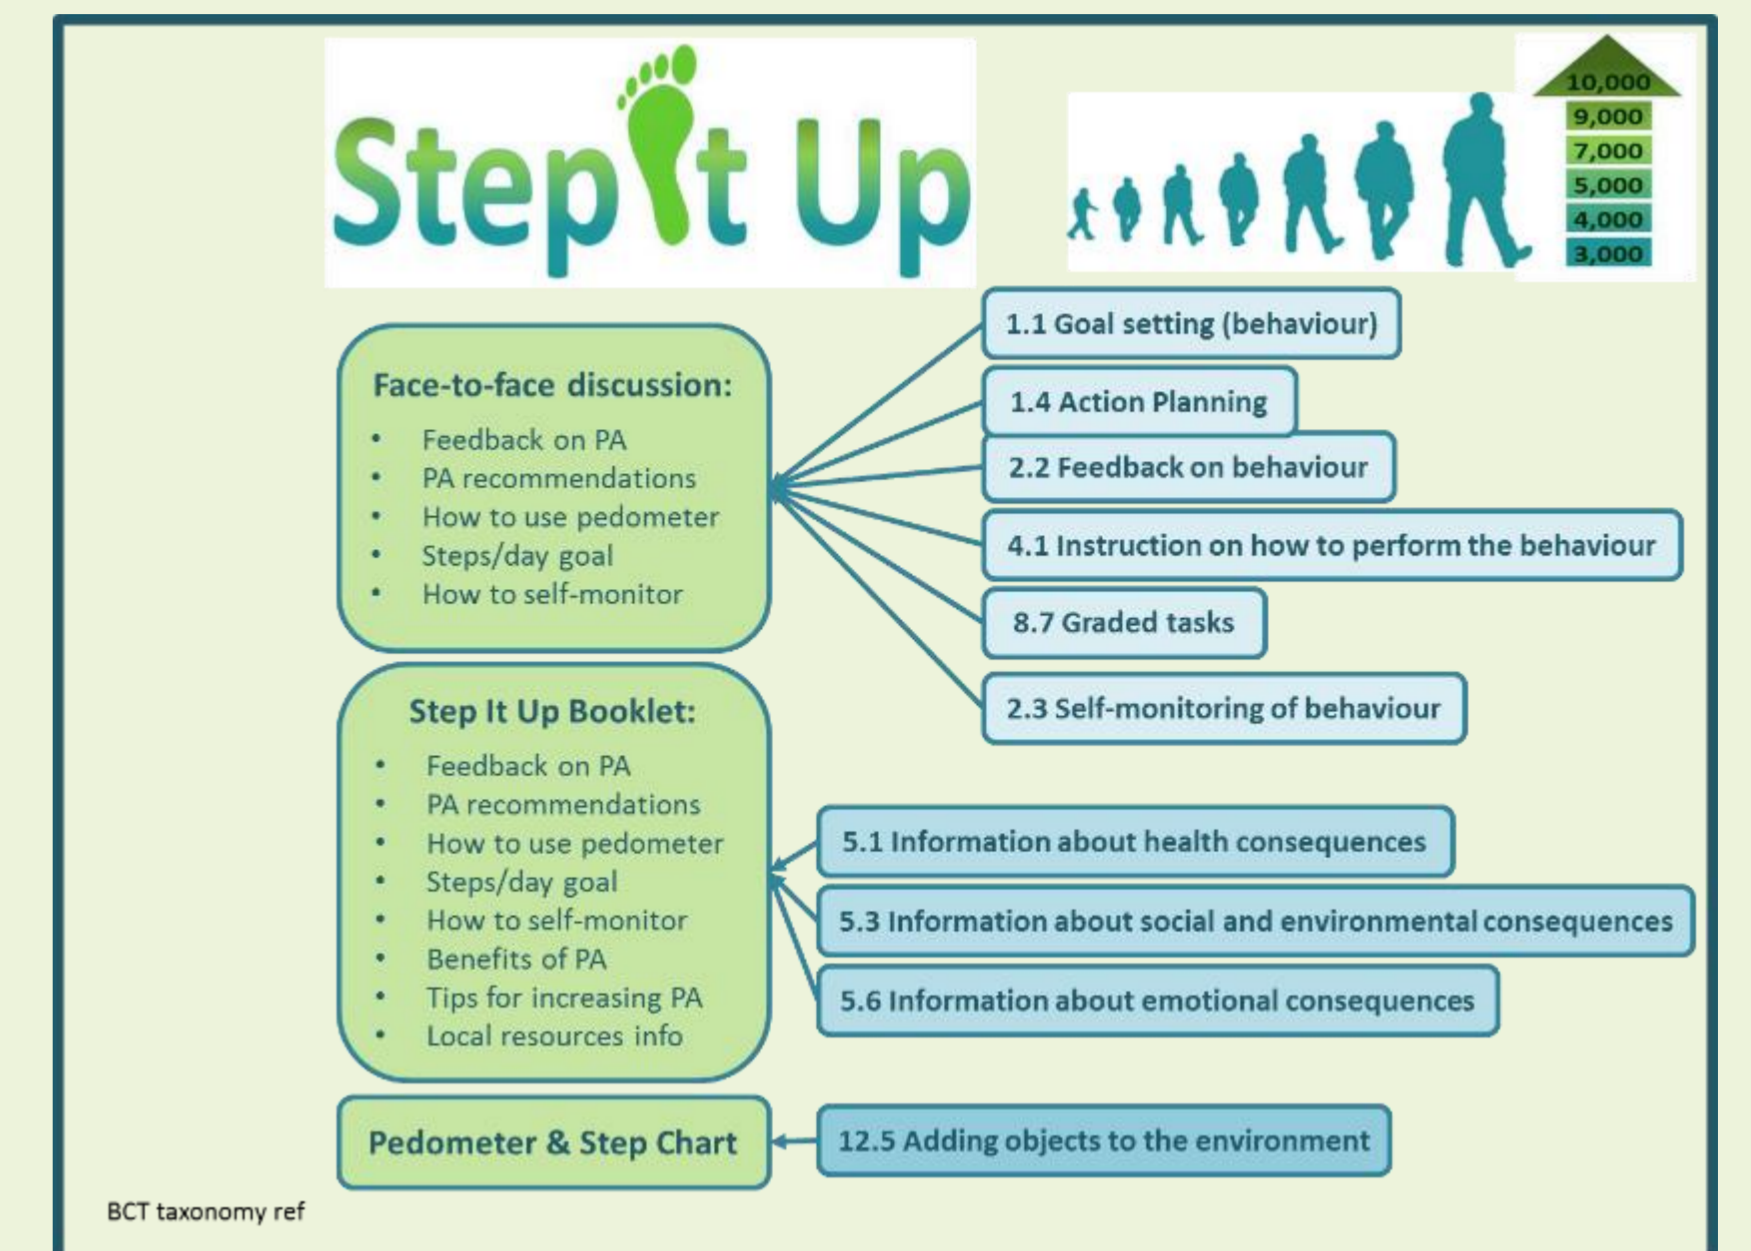 Step It Up
10,000
9,000
7,000
5,000
4,000
3,000
Face-to-face discussion:
• Feedback on PA
• PA recommendations
• How to use pedometer
• Steps/day goal
• How to self-monitor
1.1 Goal setting (behaviour)
1.4 Action Planning
2.2 Feedback on behaviour
4.1 Instruction on how to perform the behaviour
8.7 Graded tasks
2.3 Self-monitoring of behaviour
Step It Up Booklet:
• Feedback on PA
• PA recommendations
• How to use pedometer
• Steps/day goal
• How to self-monitor
• Benefits of PA
• Tips for increasing PA
• Local resources info
5.1 Information about health consequences
5.3 Information about social and environmental consequences
5.6 Information about emotional consequences
Pedometer & Step Chart
12.5 Adding objects to the environment
BCT taxonomy ref